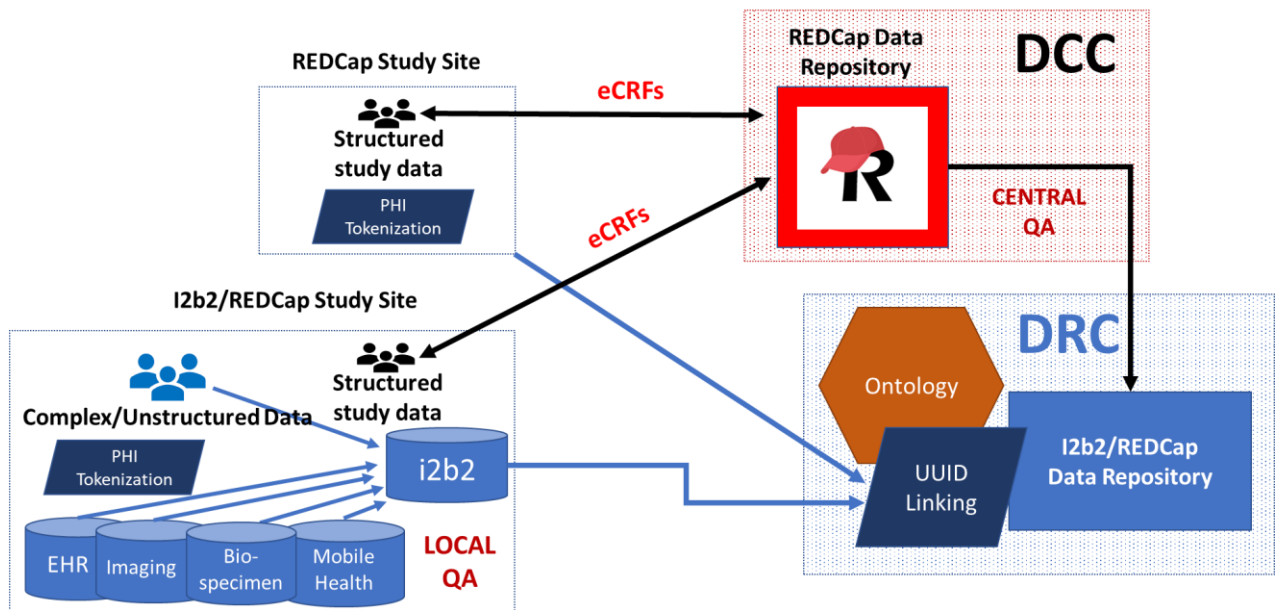 REDCap Data
Repository
DCC
REDCap Study Site
eCRFs
Structured
study data
PHI
Tokenization
R
CENTRAL
QA
eCRFs
I2b2/REDCap Study Site
DRC
Structured
study data
Complex/Unstructured Data
Ontology
PHI
Tokenization
i2b2
UUID
Linking
I2b2/REDCap
Data Repository
EHR
Imaging
Bio-
specimen
Mobile
Health
LOCAL
QA